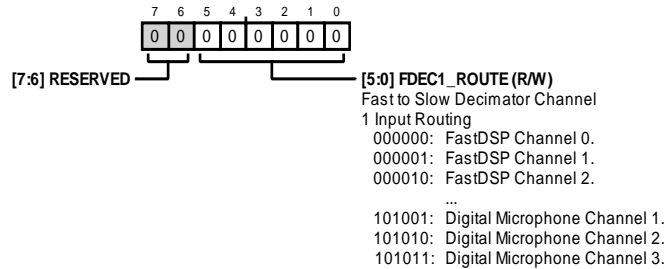 7 6 5 4 3 2 1 0
0 0 0 0 0 0 0 0
[7:6] RESERVED
[5:0] FDEC1_ROUTE (R/W)
Fast to Slow Decimator Channel
1 Input Routing
000000: FastDSP Channel 0.
000001: FastDSP Channel 1.
000010: FastDSP Channel 2.
...
101001: Digital Microphone Channel 1.
101010: Digital Microphone Channel 2.
101011: Digital Microphone Channel 3.